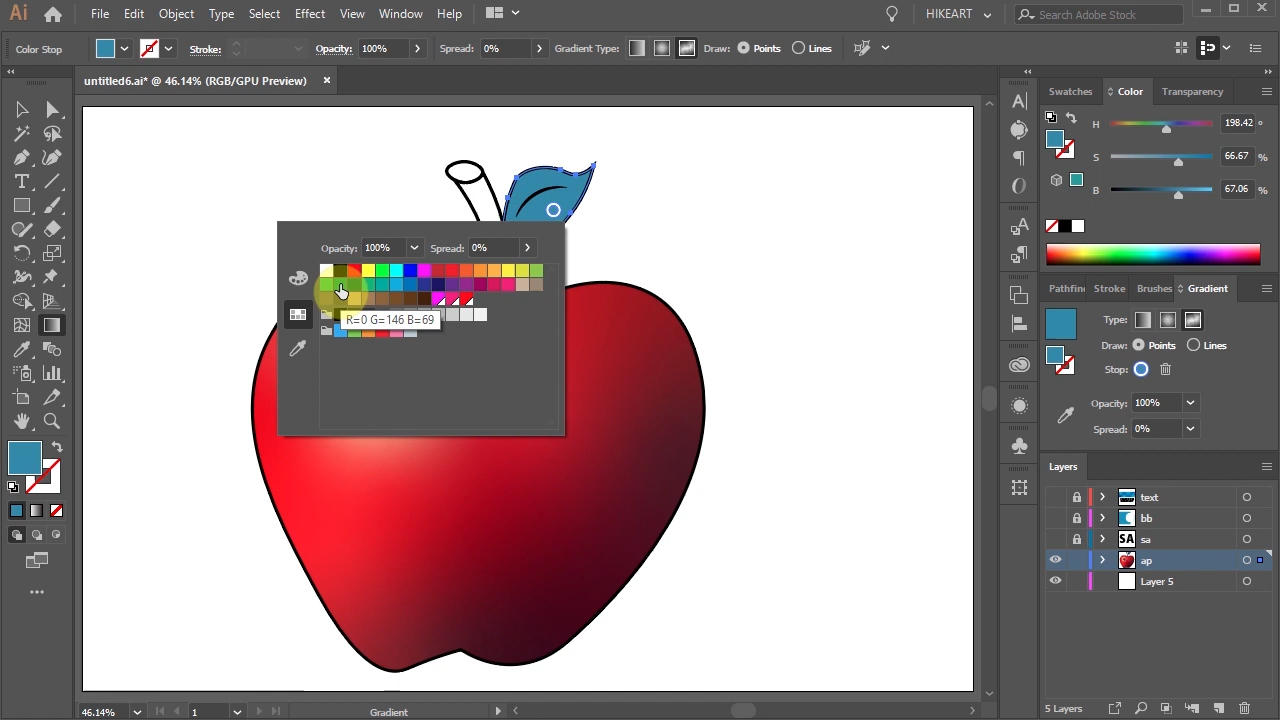 Ai File Edit Object Type Select Effect View Window Help HIKEART Search Adobe Stock
Color Stop Stroke: Opacity: 100% Spread: 0% Gradient Type: Draw: Points Lines
untitled6.ai* @ 46.14% (RGB/GPU Preview)
Swatches Color Transparency
H 198.42 °
S 66.67 %
B 67.06 %
Opacity: 100% Spread: 0%
R=0 G=146 B=69
Pathfin Stroke Brushes Gradient
Type:
Draw: Points Lines
Stop:
Opacity: 100%
Spread: 0%
Layers
text
bb
SA sa
ap
Layer 5
46.14% 1 Gradient 5 Layers